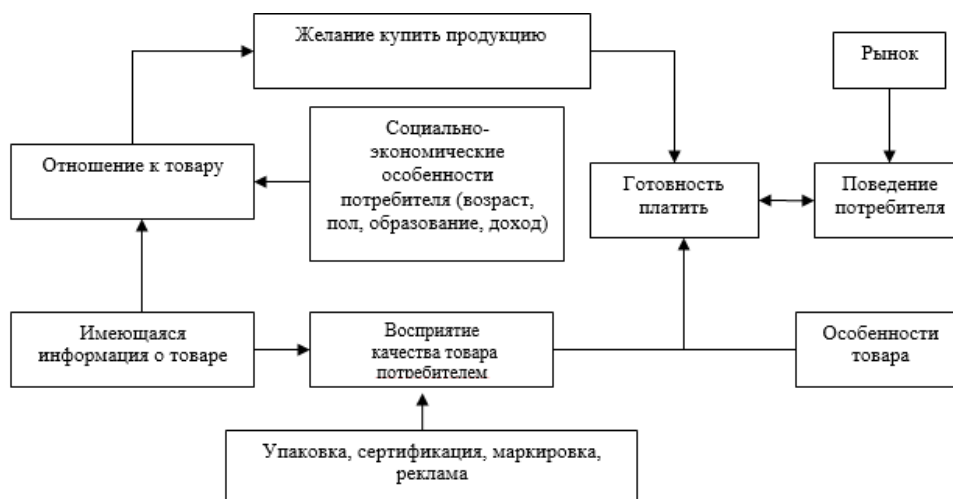 Желание купить продукцию
Рынок
Социально-
экономические
особенности
потребителя (возраст,
пол, образование, доход)
Отношение к товару
Готовность
платить
Поведение
потребителя
Имеющаяся
информация о товаре
Восприятие
качества товара
потребителем
Особенности
товара
Упаковка, сертификация, маркировка,
реклама